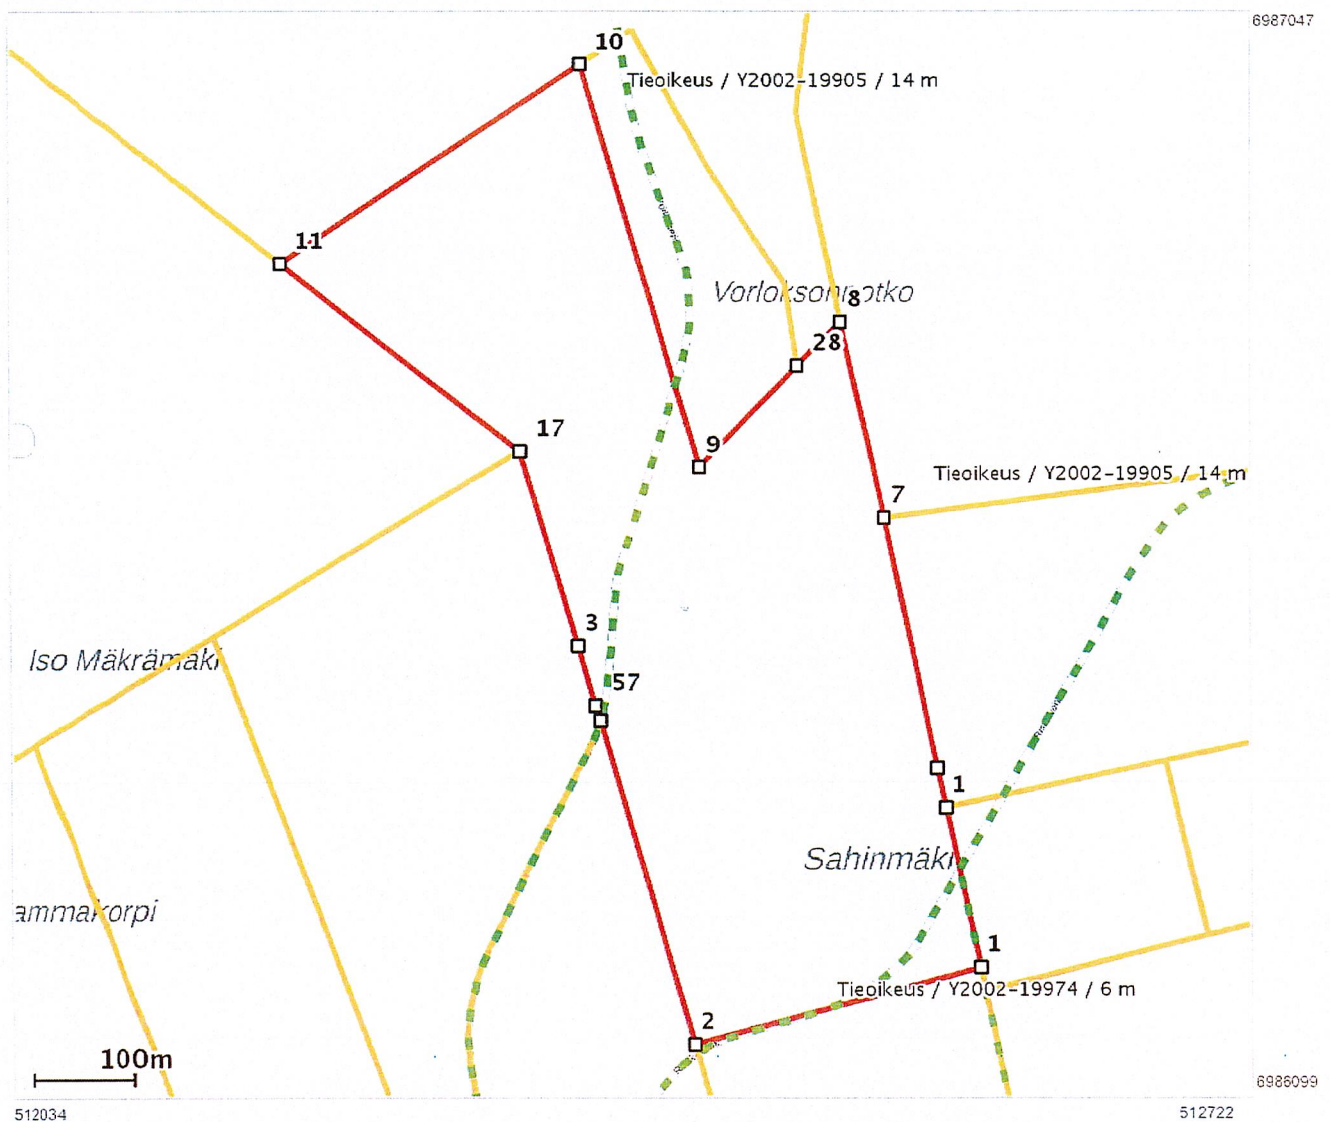 6987047
10
Tieoikeus / Y2002-19905 / 14 m
11
Vorloksonnotko
8
28
17
9
Tieoikeus / Y2002-19905 / 14 m
7
3
Iso Mäkrämäki
57
1
Sahinmäki
ammakorpi
1
Tieoikeus / Y2002-19974 / 6 m
2
100m
6986099
512034
512722